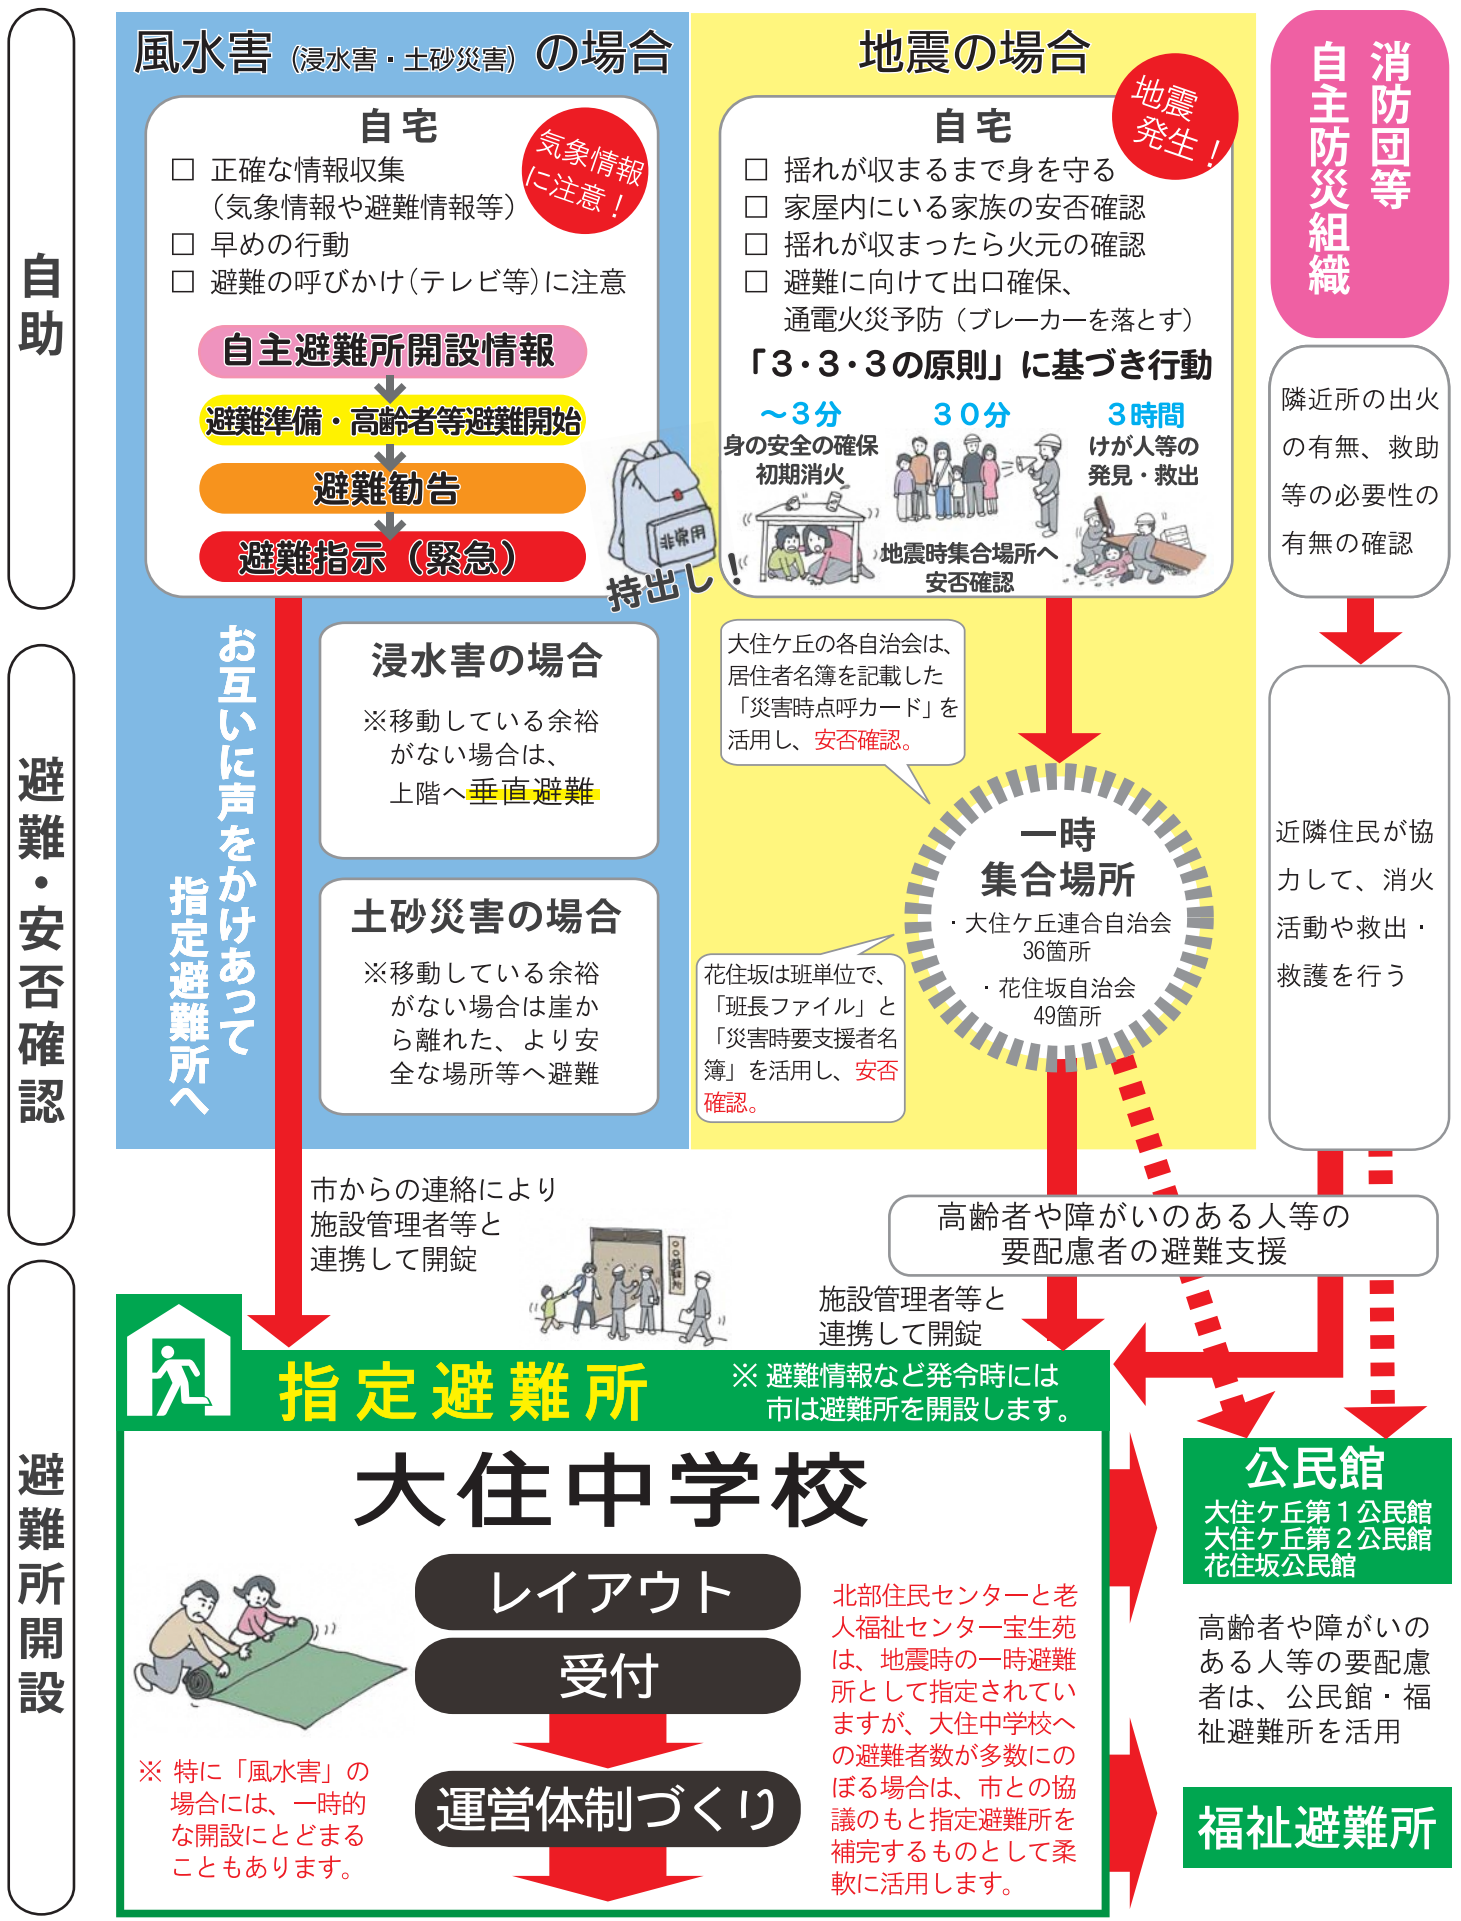 自助
避難・安否確認
避難所開設
風水害（浸水害・土砂災害）の場合
自宅
気象情報
に注意！
□ 正確な情報収集
（気象情報や避難情報等）
□ 早めの行動
□ 避難の呼びかけ（テレビ等）に注意
自主避難所開設情報
避難準備・高齢者等避難開始
避難勧告
避難指示（緊急）
非常用
持出し！
お互いに声をかけあって
指定避難所へ
浸水害の場合
※移動している余裕
がない場合は、
上階へ垂直避難
土砂災害の場合
※移動している余裕
がない場合は崖か
ら離れた、より安
全な場所等へ避難
地震の場合
地震
発生！
自宅
□ 揺れが収まるまで身を守る
□ 家屋内にいる家族の安否確認
□ 揺れが収まったら火元の確認
□ 避難に向けて出口確保、
通電火災予防（ブレーカーを落とす）
「３・３・３の原則」に基づき行動
～３分
身の安全の確保
初期消火
３０分
地震時集合場所へ
安否確認
３時間
けが人等の
発見・救出
大住ケ丘の各自治会は、
居住者名簿を記載した
「災害時点呼カード」を
活用し、安否確認。
一時
集合場所
・大住ケ丘連合自治会
36箇所
・花住坂自治会
49箇所
花住坂は班単位で、
「班長ファイル」と
「災害時要支援者名
簿」を活用し、安否
確認。
消防団等
自主防災組織
隣近所の出火
の有無、救助
等の必要性の
有無の確認
近隣住民が協
力して、消火
活動や救出・
救護を行う
市からの連絡により
施設管理者等と
連携して開錠
○○避難所
高齢者や障がいのある人等の
要配慮者の避難支援
施設管理者等と
連携して開錠
指定避難所
※ 避難情報など発令時には
市は避難所を開設します。
大住中学校
レイアウト
受付
運営体制づくり
※ 特に「風水害」の
場合には、一時的
な開設にとどまる
こともあります。
北部住民センターと老
人福祉センター宝生苑
は、地震時の一時避難
所として指定されてい
ますが、大住中学校へ
の避難者数が多数にの
ぼる場合は、市との協
議のもと指定避難所を
補完するものとして柔
軟に活用します。
公民館
大住ケ丘第１公民館
大住ケ丘第２公民館
花住坂公民館
高齢者や障がいの
ある人等の要配慮
者は、公民館・福
祉避難所を活用
福祉避難所